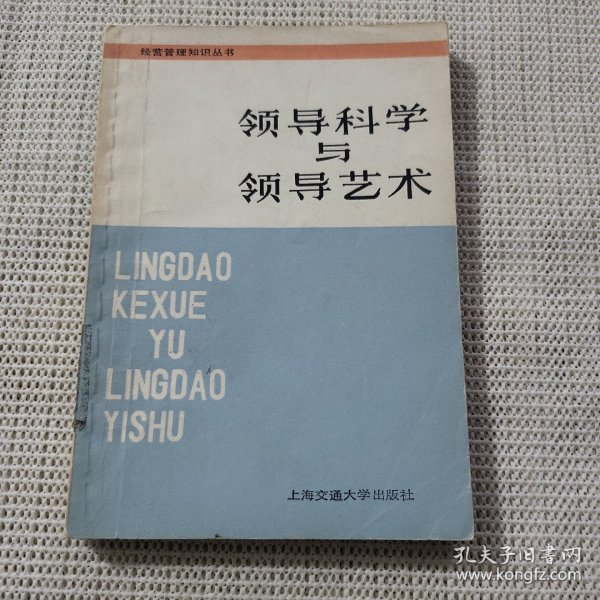 经营管理知识丛书
领导科学
与
领导艺术
LINGDAO
KEXUE
YU
LINGDAO
YISHU
上海交通大学出版社
孔夫子旧书网
www.kongfz.com